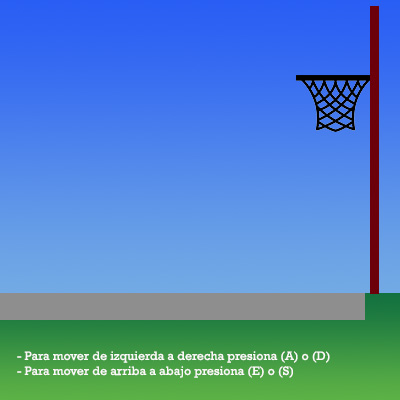 - Para mover de izquierda a derecha presiona (A) o (D)
- Para mover de arriba a abajo presiona (E) o (S)